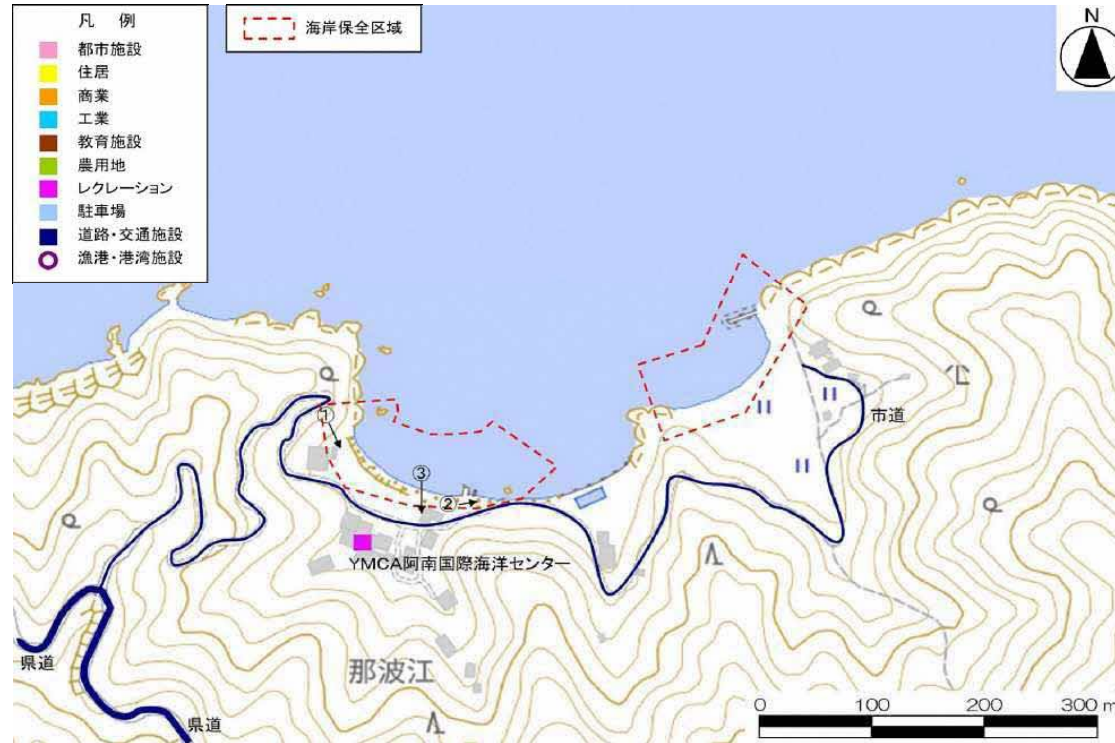 凡 例
都市施設
住居
商業
工業
教育施設
農用地
レクレーション
駐車場
道路・交通施設
漁港・港湾施設
海岸保全区域
N
①
③
②
市道
YMCA阿南国際海洋センター
県道
那波江
県道
0 100 200 300 m